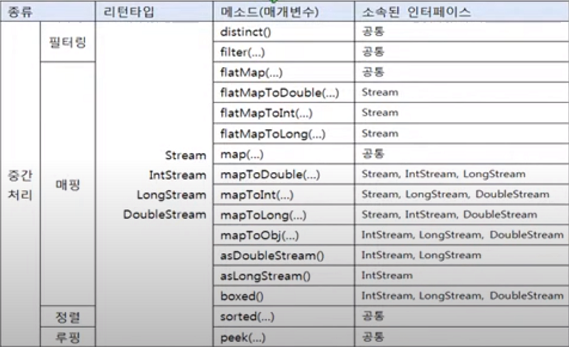 종류 리턴타입 메소드(매개변수) 소속된 인터페이스
중간
처리
필터링
매핑
정렬
루핑
Stream
IntStream
LongStream
DoubleStream
distinct() 공통
filter(...) 공통
flatMap(...) 공통
flatMapToDouble(...) Stream
flatMapToInt(...) Stream
flatMapToLong(...) Stream
map(...) 공통
mapToDouble(...) Stream, IntStream, LongStream
mapToInt(...) Stream, LongStream, DoubleStream
mapToLong(...) Stream, IntStream, DoubleStream
mapToObj(...) IntStream, LongStream, DoubleStream
asDoubleStream() IntStream, LongStream
asLongStream() IntStream
boxed() IntStream, LongStream, DoubleStream
sorted(...) 공통
peek(...) 공통